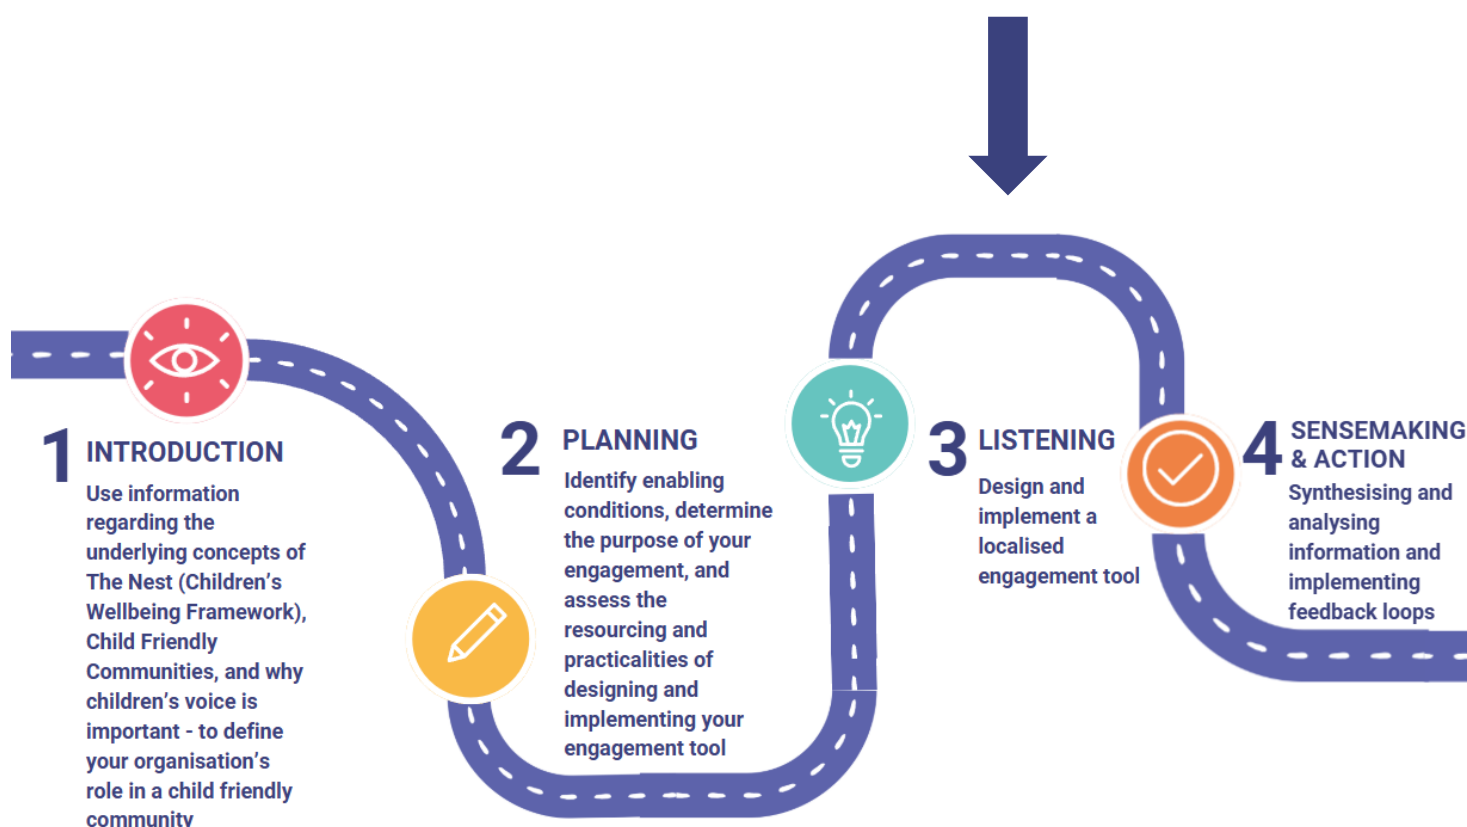 1
INTRODUCTION
Use information
regarding the
underlying concepts of
The Nest (Children's
Wellbeing Framework),
Child Friendly
Communities, and why
children's voice is
important - to define
your organisation's
role in a child friendly
community
2
PLANNING
Identify enabling
conditions, determine
the purpose of your
engagement, and
assess the
resourcing and
practicalities of
designing and
implementing your
engagement tool
3
LISTENING
Design and
implement a
localised
engagement tool
4
SENSEMAKING
& ACTION
Synthesising and
analysing
information and
implementing
feedback loops